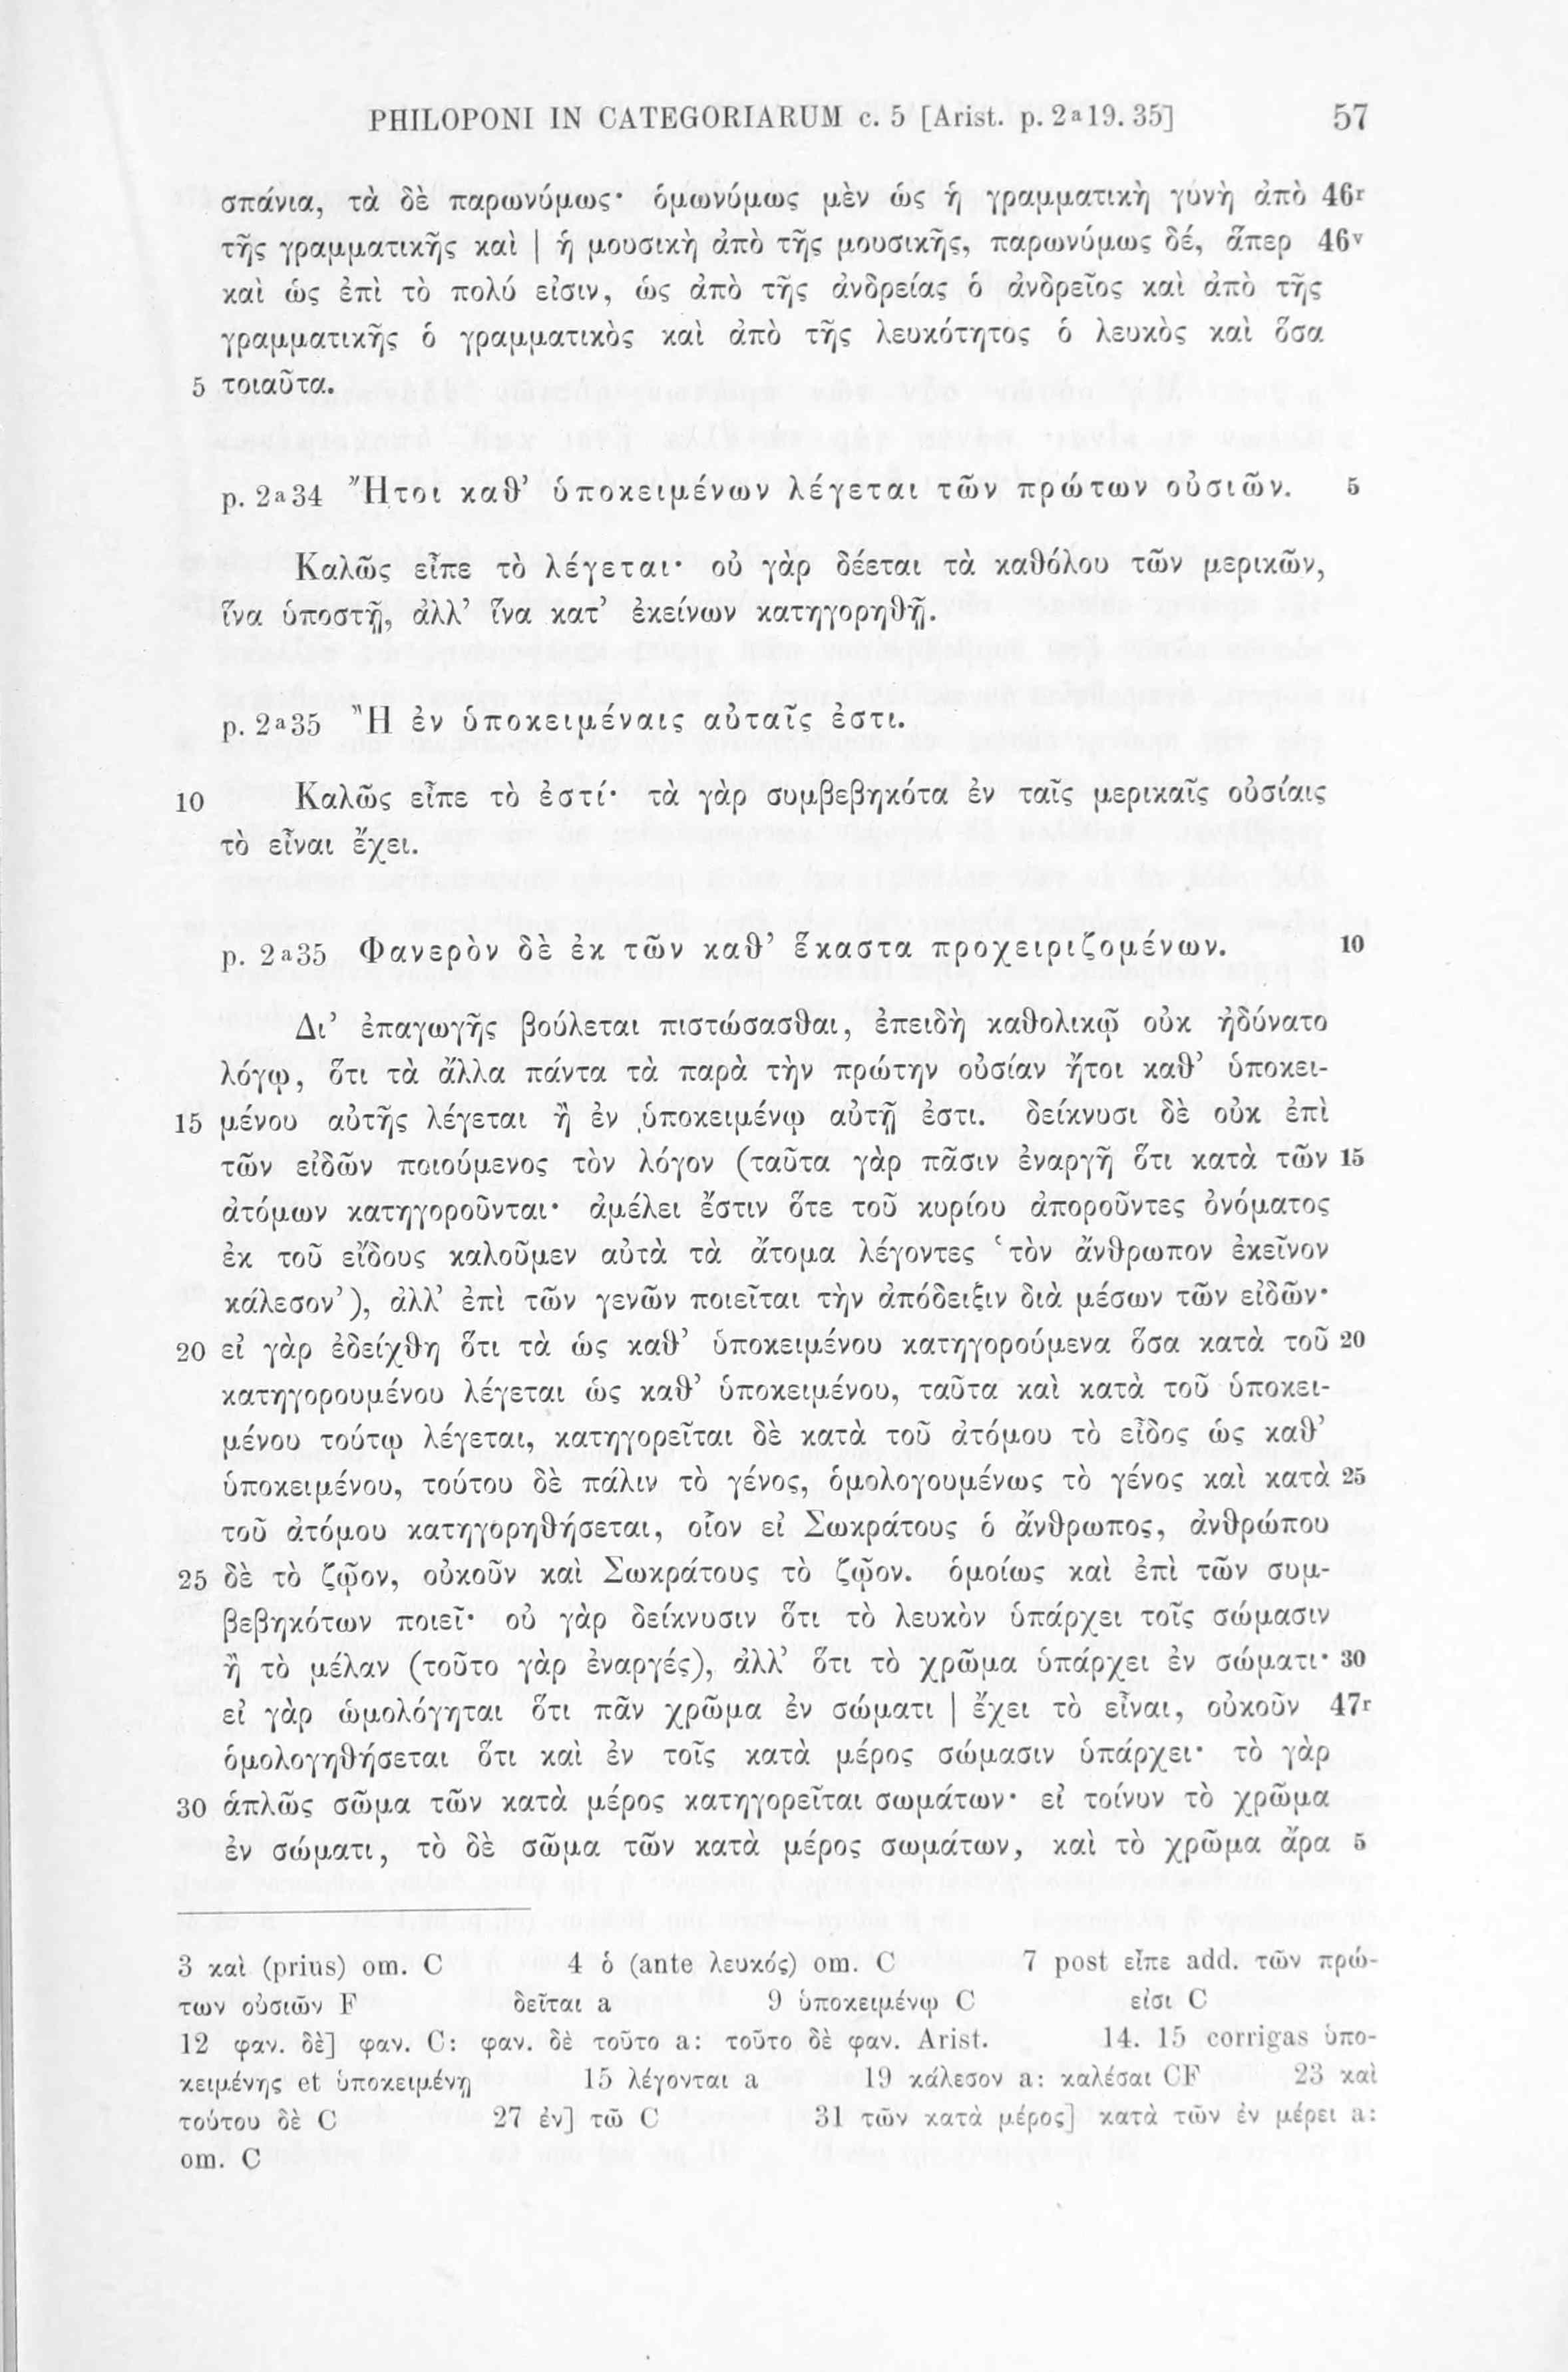 PHILOPONI IN CATEGORIARUM c. 5 [Arist. p. 2ᵃ19. 35] 57
σπάνια, τὰ δὲ παρωνύμως· ὁμωνύμως μὲν ὡς ἡ γραμματικὴ γυνὴ ἀπὸ 46ʳ
τῆς γραμματικῆς καὶ | ἡ μουσικὴ ἀπὸ τῆς μουσικῆς, παρωνύμως δέ, ἅπερ 46ᵛ
καὶ ὡς ἐπὶ τὸ πολύ εἰσιν, ὡς ἀπὸ τῆς ἀνδρείας ὁ ἀνδρεῖος καὶ ἀπὸ τῆς
γραμματικῆς ὁ γραμματικὸς καὶ ἀπὸ τῆς λευκότητος ὁ λευκὸς καὶ ὅσα
5 τοιαῦτα.
p. 2ᵃ34 Ἤτοι καθ’ ὑποκειμένων λέγεται τῶν πρώτων οὐσιῶν. 5
Καλῶς εἶπε τὸ λέγεται· οὐ γὰρ δέεται τὰ καθόλου τῶν μερικῶν,
ἵνα ὑποστῇ, ἀλλ’ ἵνα κατ’ ἐκείνων κατηγορηθῇ.
p. 2ᵃ35 Ἢ ἐν ὑποκειμέναις αὐταῖς ἐστι.
10 Καλῶς εἶπε τὸ ἐστί· τὰ γὰρ συμβεβηκότα ἐν ταῖς μερικαῖς οὐσίαις
τὸ εἶναι ἔχει.
p. 2ᵃ35 Φανερὸν δὲ ἐκ τῶν καθ’ ἕκαστα προχειριζομένων. 10
Δι’ ἐπαγωγῆς βούλεται πιστώσασθαι, ἐπειδὴ καθολικῷ οὐκ ἠδύνατο
λόγῳ, ὅτι τὰ ἄλλα πάντα τὰ παρὰ τὴν πρώτην οὐσίαν ἤτοι καθ’ ὑποκει-
15 μένου αὐτῆς λέγεται ἢ ἐν ὑποκειμένῳ αὐτῇ ἐστι. δείκνυσι δὲ οὐκ ἐπὶ
τῶν εἰδῶν ποιούμενος τὸν λόγον (ταῦτα γὰρ πᾶσιν ἐναργῆ ὅτι κατὰ τῶν 15
ἀτόμων κατηγοροῦνται· ἀμέλει ἔστιν ὅτε τοῦ κυρίου ἀποροῦντες ὀνόματος
ἐκ τοῦ εἴδους καλοῦμεν αὐτὰ τὰ ἄτομα λέγοντες ‘τὸν ἄνθρωπον ἐκεῖνον
κάλεσον’), ἀλλ’ ἐπὶ τῶν γενῶν ποιεῖται τὴν ἀπόδειξιν διὰ μέσων τῶν εἰδῶν·
20 εἰ γὰρ ἐδείχθη ὅτι τὰ ὡς καθ’ ὑποκειμένου κατηγορούμενα ὅσα κατὰ τοῦ 20
κατηγορουμένου λέγεται ὡς καθ’ ὑποκειμένου, ταῦτα καὶ κατὰ τοῦ ὑποκει-
μένου τούτῳ λέγεται, κατηγορεῖται δὲ κατὰ τοῦ ἀτόμου τὸ εἶδος ὡς καθ’
ὑποκειμένου, τούτου δὲ πάλιν τὸ γένος, ὁμολογουμένως τὸ γένος καὶ κατὰ 25
τοῦ ἀτόμου κατηγορηθήσεται, οἷον εἰ Σωκράτους ὁ ἄνθρωπος, ἀνθρώπου
25 δὲ τὸ ζῷον, οὐκοῦν καὶ Σωκράτους τὸ ζῷον. ὁμοίως καὶ ἐπὶ τῶν συμ-
βεβηκότων ποιεῖ· οὐ γὰρ δείκνυσιν ὅτι τὸ λευκὸν ὑπάρχει τοῖς σώμασιν
ἢ τὸ μέλαν (τοῦτο γὰρ ἐναργές), ἀλλ’ ὅτι τὸ χρῶμα ὑπάρχει ἐν σώματι· 30
εἰ γὰρ ὡμολόγηται ὅτι πᾶν χρῶμα ἐν σώματι | ἔχει τὸ εἶναι, οὐκοῦν 47ʳ
ὁμολογηθήσεται ὅτι καὶ ἐν τοῖς κατὰ μέρος σώμασιν ὑπάρχει· τὸ γὰρ
30 ἁπλῶς σῶμα τῶν κατὰ μέρος κατηγορεῖται σωμάτων· εἰ τοίνυν τὸ χρῶμα
ἐν σώματι, τὸ δὲ σῶμα τῶν κατὰ μέρος σωμάτων, καὶ τὸ χρῶμα ἄρα 5
3 καὶ (prius) om. C 4 ὁ (ante λευκός) om. C 7 post εἶπε add. τῶν πρώ-
των οὐσιῶν F δεῖται a 9 ὑποκειμένῳ C εἰσι C
12 φαν. δὲ] φαν. C: φαν. δὲ τοῦτο a: τοῦτο δὲ φαν. Arist. 14. 15 corrigas ὑπο-
κειμένης et ὑποκειμένῃ 15 λέγονται a 19 κάλεσον a: καλέσαι CF 23 καὶ
τούτου δὲ C 27 ἐν] τῶ C 31 τῶν κατὰ μέρος] κατὰ τῶν ἐν μέρει a:
om. C